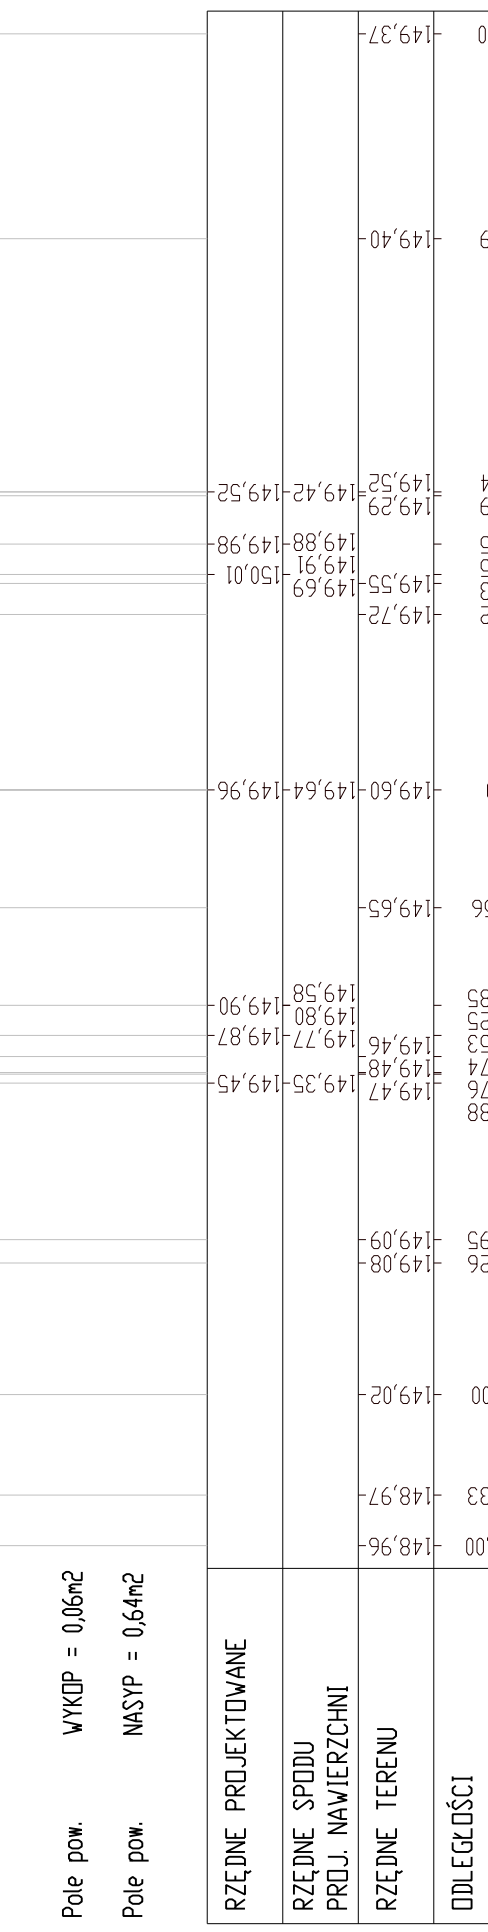 Pole pow. WYKOP = 0,06m2
Pole pow. NASYP = 0,64m2
RZĘDNE PROJEKTOWANE
149,45 149,87 149,90 149,96 150,01 149,98 149,52
RZĘDNE SPODU
PROJ. NAWIERZCHNI
149,35 149,77 149,80 149,58 149,64 149,69 149,91 149,88 149,42
RZĘDNE TERENU
148,96 148,97 149,02 149,08 149,09 149,47 149,48 149,46 149,65 149,60 149,72 149,55 149,29 149,52 149,40 149,37
ODLEGŁOŚCI